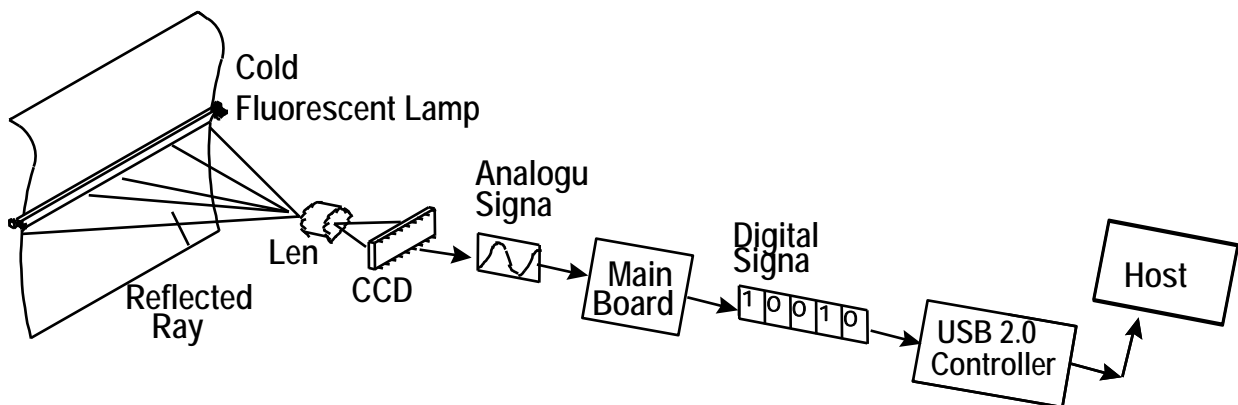 Cold
Fluorescent Lamp
Analogu
Signa
Len
CCD
Reflected
Ray
Main
Board
Digital
Signa
1 0 0 1 0
USB 2.0
Controller
Host